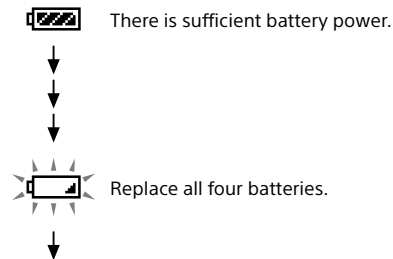 There is sufficient battery power.
Replace all four batteries.